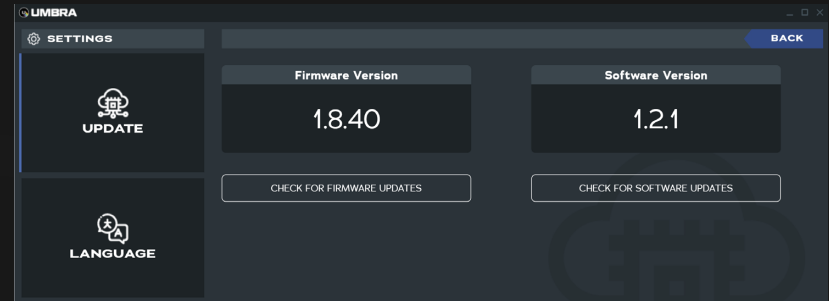 UMBRA
SETTINGS
BACK
UPDATE
LANGUAGE
Firmware Version
1.8.40
CHECK FOR FIRMWARE UPDATES
Software Version
1.2.1
CHECK FOR SOFTWARE UPDATES